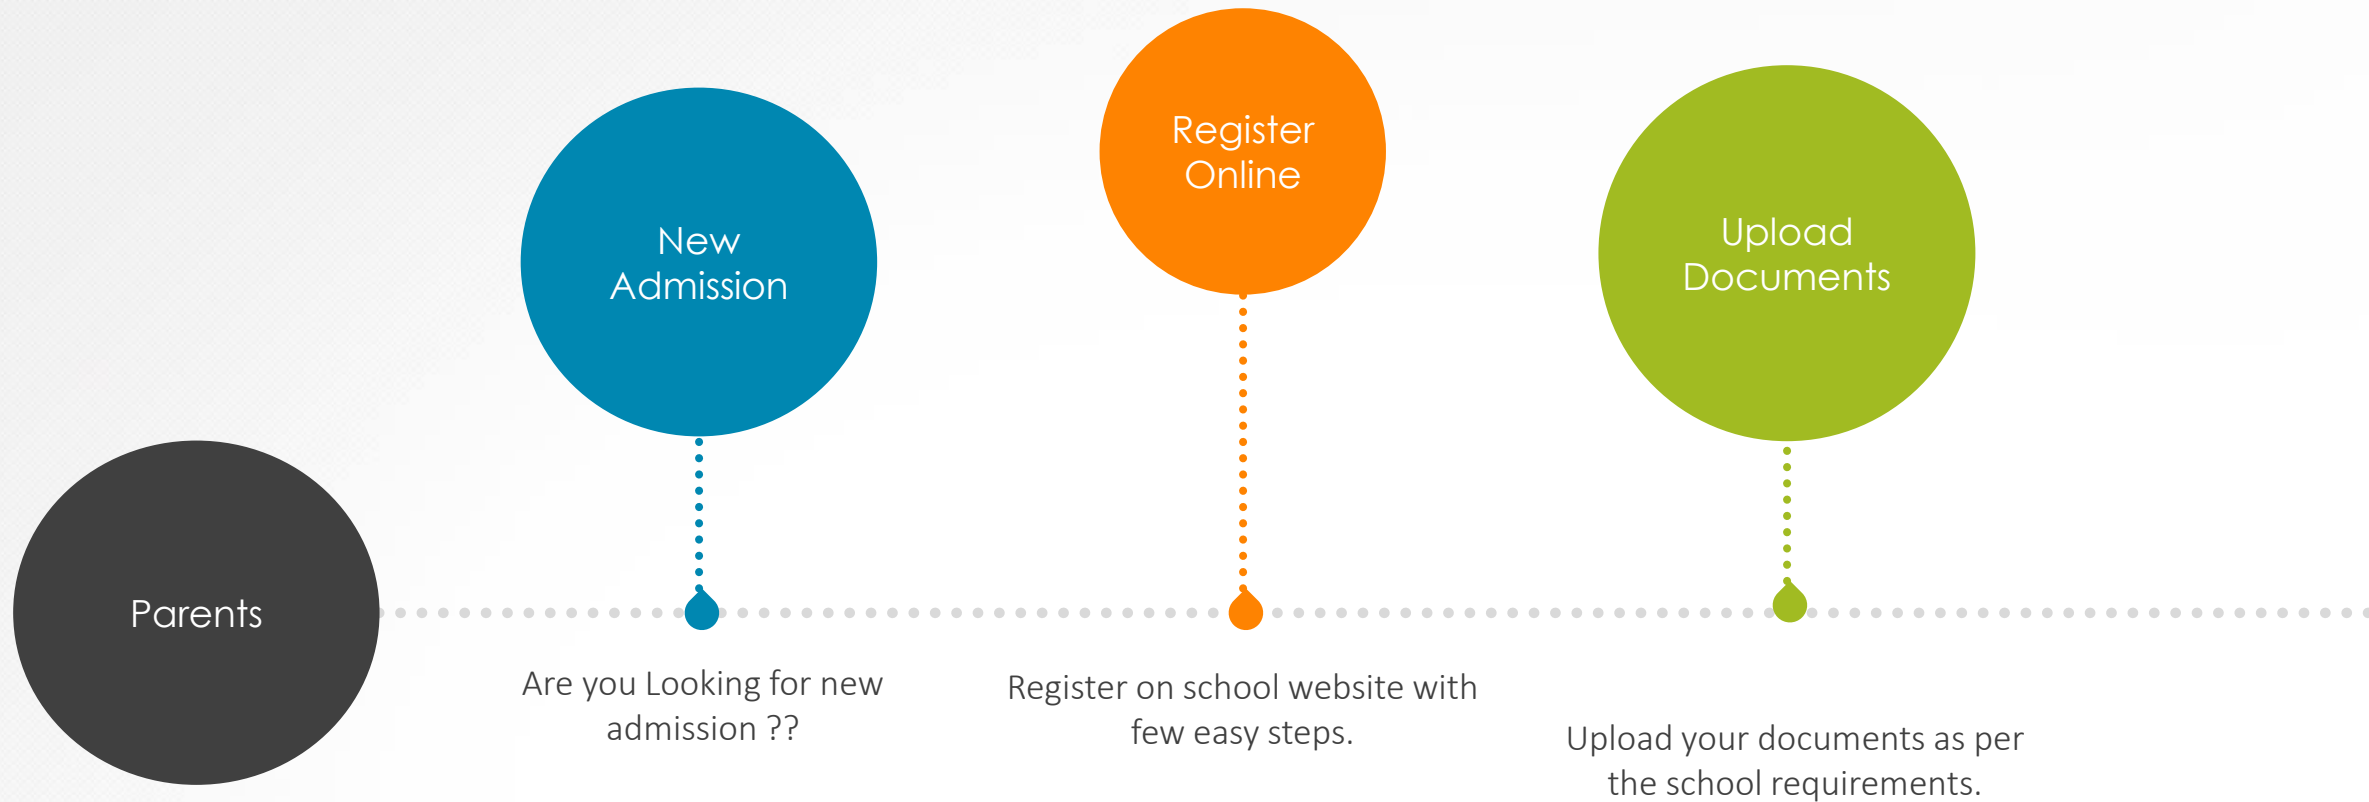 Parents
New
Admission
Are you Looking for new
admission ??
Register
Online
Register on school website with
few easy steps.
Upload
Documents
Upload your documents as per
the school requirements.